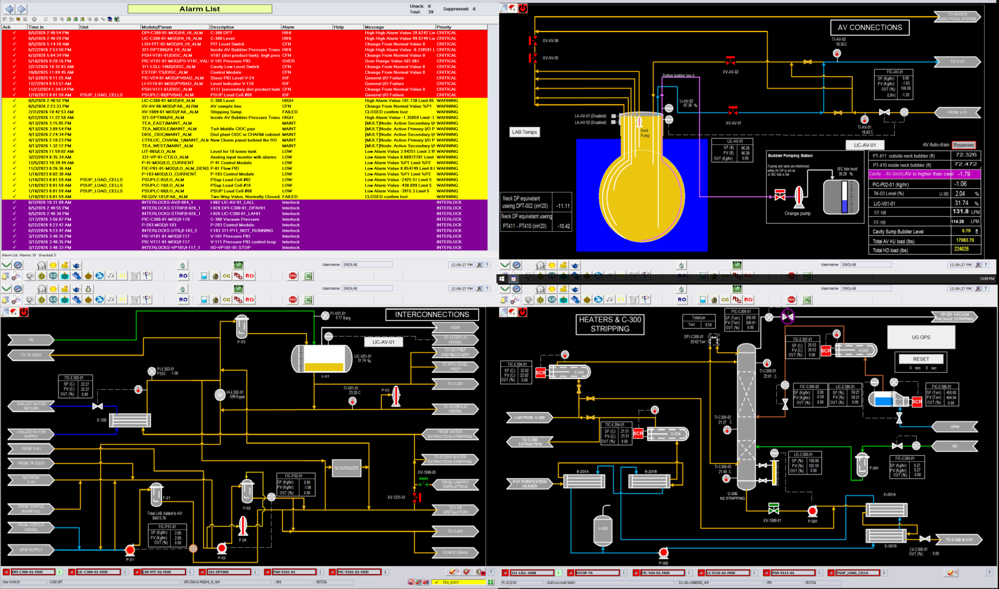 Alarm List
Unack: 0
Total: 39
Suppressed: 6
Ack Time In Unit Module/Param Description Alarm Help Message Priority
8/5/2026 2:40:54 PM DPI-C300-01-MOD/HI_HI_ALM C-300 DPT HIHI High High Alarm Value 20.6242 Lin CRITICAL
8/5/2026 2:40:29 PM LIC-C300-01-MOD/HI_HI_ALM C-300 Level HIHI High High Alarm Value 99.0749 Lin CRITICAL
8/5/2026 5:14:18 AM LSH-PIT-02-MOD/HI_HI_ALM PIT Level Switch CFN Change From Normal Value 0 CRITICAL
6/22/2026 2:53:50 PM 321-DPT006/HI_HI_ALM Inside AV Bubbler Pressure Trans HIHI High High Alarm Value -0.338591 L CRITICAL
6/3/2026 5:04:34 PM PSH-V101-01/DISC_ALM V101 (dist product tank) high pres CFN Change From Normal Value 0 CRITICAL
5/10/2026 8:28:16 PM PIC-V101-01-MOD/PS-V101_VAL V-101 Pressure PID OVER Over Range Value 501.061 CRITICAL
2/27/2026 10:32:03 AM 311-LSLL-106B/DISC_ALM Cavity Low Level Switch CFN Change From Normal Value 0 CRITICAL
10/8/2025 11:09:45 AM ESTOP-TS/DISC_ALM Control Module CFN Change From Normal Value 0 CRITICAL
5/13/2025 9:11:25 AM FIC-V24-01-MOD/PVBAD_ALM Slave PID Level V-24 IOF General I/O Failure CRITICAL
12/7/2024 8:53:57 AM LI-V110-01-MOD/PVBAD_ALM Level Indicator V-110 IOF General I/O Failure CRITICAL
11/27/2024 1:34:54 PM PSH-V111-01/DISC_ALM V111 (secondary dist product tank CFN Change From Normal Value 0 CRITICAL
1/18/2023 8:01:59 AM PSUP_LOAD_CELLS PSUPLC-08/PVBAD_ALM PSUP Load Cell #08 IOF General I/O Failure CRITICAL
8/5/2026 2:40:52 PM LIC-C300-01-MOD/HI_ALM C-300 Level HIGH High Alarm Value 101.738 Limit 85 WARNING
8/5/2026 2:23:33 PM XV-AV-06-MOD/FAIL_ALRM AV sample line CFN Change From Normal Value %P1 WARNING
7/31/2026 10:42:53 AM XV-1089-01-MOD/FAIL_ALM Stripping Sump FAILED CLOSED confirm lost WARNING
6/22/2026 11:22:50 AM 321-DPT006/HI_ALM Inside AV Bubbler Pressure Trans HIGH High Alarm Value -1.35059 Limit -1 WARNING
4/13/2026 3:15:05 PM TEA_EAST/MAINT_ALM TeA East CIOC pair MAINT [MULT]Node: Active Secondary I/ WARNING
4/13/2026 3:09:54 PM TEA_MIDDLE/MAINT_ALM TeA Middle CIOC pair MAINT [MULT]Node: Active Primary I/O P WARNING
4/13/2026 2:24:34 PM DIOL_CIOC/MAINT_ALM Diol plant CIOC in CHARM cabinet MAINT [MULT]Node: Active Secondary I/ WARNING
4/13/2026 2:18:23 PM CTRLUC_CHARM_1/MAINT_ALM New Charm panel behind the RO MAINT [MULT]Node: Active Primary I/O P WARNING
4/13/2026 1:32:12 PM TEA_WEST/MAINT_ALM MAINT [MULT]Node: Active Secondary I/ WARNING
4/13/2026 11:59:02 AM LIT-065/LO_ALM Level for 10 tonne tank LOW Low Alarm Value 3.94251 Limit 3.9 WARNING
3/22/2024 8:35:34 AM 331-VP-01-CT/LO_ALM Analog input monitor with alarms LOW Low Alarm Value 0.00972781 Limit WARNING
12/5/2023 10:39:44 AM P-41-MOD/LO_CURRENT P-41 Control Module LOW Low Alarm Value %P1 Limit %P2 WARNING
11/3/2023 8:26:36 AM FIC-P01-01-MOD/LO_ALM_DENS P-01 Flow PID LOW Low Alarm Value 0.054749 Limit 0. WARNING
1/18/2023 8:02:30 AM P-103-MOD/LO_CURRENT P-103 Control Module LOW Low Alarm Value %P1 Limit %P2 WARNING
1/18/2023 8:01:59 AM PSUP_LOAD_CELLS PSUPLC-02/LO_ALM PSup Load Cell #02 LOW Low Alarm Value -2425.51 Limit 5 WARNING
1/18/2023 8:01:59 AM PSUP_LOAD_CELLS PSUPLC-10/LO_ALM PSUP Load Cell #10 LOW Low Alarm Value -438.099 Limit 5 WARNING
1/18/2023 8:01:59 AM PSUP_LOAD_CELLS PSUPLC-08/LO_ALM PSUP Load Cell #08 LOW Low Alarm Value -3915.3 Limit 5 WARNING
1/18/2023 8:01:59 AM REGXV-101/FAIL_ALM Two-Way Valve, Normally Closed, FAILED CLOSED confirm lost WARNING
8/7/2026 10:31:09 AM INTERLOCKS-AV/I-064_1 I-062 LIC-AV-01_LALL Interlock INTERLOCK
8/5/2026 2:40:55 PM INTERLOCKS-STRIP/I-020_1 I-020 DPI-C300-01_DPAHH Interlock INTERLOCK
8/5/2026 2:40:30 PM INTERLOCKS-STRIP/I-026_1 I-026 LIC-C300-01_LAHH Interlock INTERLOCK
7/17/2026 3:56:07 PM PIC-C300-01-MOD/I-118 C-300 Vacuum Pressure Interlock INTERLOCK
6/22/2026 9:23:47 AM P-203-MOD/I-103 P-203 Control Module Interlock INTERLOCK
6/22/2026 9:23:47 AM INTERLOCKS-UTIL/I-103_2 I-103 311-P11_NOT_RUNNING Interlock INTERLOCK
3/12/2026 3:40:35 PM PIC-V101-01-MOD/I-117 V-101 Pressure PID Interlock INTERLOCK
3/12/2026 3:40:35 PM PIC-V111-01-MOD/I-117 V-111 Pressure PID control loop Interlock INTERLOCK
3/12/2026 3:40:33 PM INTERLOCKS-VP101/I-117_1 XO-VP101-01 STOP Interlock INTERLOCK
Alarm List Alarms: 39 Unacked: 0
Username SNOLAB 12:09:27 PM
RO CG RO
AV CONNECTIONS
TO RADON ANALYTICAL SYSTEM
XV-AV-06
XV-AV-05
TI-AV-02
18.30 C
TO P-01
XV-AV-02
Bottom bubbler line A
FIC-AV-01
SP (Kg/hr) 0.00
PV (Kg/hr) -1.03
OUT (%) 100.00
(L/hr) -1.20
LI-AV-02
97.38 %
LA-AV-01 (Disabled)
LA-AV-02 (Disabled)
XV-AV-01
FROM V-01
TI-AV-01
18.83 C
Neck Pump
LAB Temps
LIC-AV-01
SP (ft) 96.28
PV (ft) 96.28
OUT (Kg/hr) 0.00
LIC-AV-01
AV Auto-drain Bypassed
Bubbler Pumping Station
If pump and valve are interlocked,
either AV DP is not ok
or IBC tote is full
IBC tote level
39.26 %
Orange pump
PT-411 outside neck bubbler (ft) 72.326
PT-410 inside neck bubbler (ft) 72.472
Cavity - AV (Inch):AV is higher than cavi -1.79
FIC-P02-01 (Kg/hr) -1.06
TK-03 Level (%) LI-305 2.04 %
LIC-V01-01 31.74 %
FIT-108 131.8 LPM
FIT-109 114.28 LPM
Cavity Sump Bubbler Level 6.79 ft
Total AV HU load (lbs) 17983.70
Total HD load (lbs) 224026
Neck DP equivelant useing DPT-002 (inH20) -11.11
Neck DP equivelant useing PT411 - PT410 (inH20) -10.42
Username SNOLAB 12:09:27 PM
RO CG RO
12:09 PM
Username SNOLAB 12:09:27 PM
RO CG RO
INTERCONNECTIONS
PI-V01-01
0.17 Barg
N2
TO TK-02/03
F-03
LIC-AV-01
LIC-V01-01
31.74 %
V-01
VENT
TO ACRYLIC VESSEL
TO ND PREP AND RECOVERY
TO PPO CONC PREP
TO V-201
TO ACRYLIC VESSEL
PI-E302-01
PSIG: -1.00
TIC-E302-01
SP (C) 22.27
PV (C) 22.27
OUT (%) 0.00
HI-E302-01
-599.6ppm
TI-V01-01
23.28 C
P-03
CHILLED WATER RETURN
E-302
CHILLED WATER SUPPLY
FROM P-61
FROM TK-02/03
ND FROM V-41
FROM SAMPLE MANIFOLD
FROM ACRYLIC VESSEL
UPW SUPPLY
FROM WATER EXTRACTION/STRIPPING
TO E-201A WATER EXTRACTION/ STRIPPING
SCAVENGER
XV-1049-05
FROM LAB/PPO DISTILATTION
XV-1231-01
TO LAB DISTILLATION
TO V-201
FORCE DRAIN
F-01
Total LAB Added to AV:
90013.76
FIC-P01-01
SP (Kg/hr) 2.69
PV (Kg/hr) 2.69
OUT (%) 0.00
FIC-P02-01
SP (Kg/hr) 0.00
PV (Kg/hr) -1.06
OUT (%) 0.00
F-02
P-04
P-01
P-02
DPI-C300-01-MOD LIC-C300-01-MOD LSH-PIT-02-MOD 321-DPT006 PSH-V101-01 PIC-V101-01-MOD
Wed 14:40:54 C-300 DPT DPI-C300-01-MOD/HI_HI_ALM HIHI CRITICAL TEA_EAST
Username SNOLAB 12:09:27 PM
RO CG RO
HEATERS & C-300 STRIPPING
Totalizer
Torr: 0.54
PIC-C300-01
SP (Torr) 300.00
PV (Torr) 309.41
OUT (%) 0.00
VP-301 VACUUM PACKAGE STRIPPING
DPI-C300-01
20.62 Torr
TIC-E307-01
SP (C) 20.53
PV (C) 20.53
OUT (%) 0.00
SCR
E-307
UG OPS
RESET
0 min 0 sec
TIC-E304-01
SP (C) 22.92
PV (C) 22.92
OUT (%) 0.00
SCR
E-304
TI-C300-01
22.61 C
FIC-C300-02
SP (Kg/hr) 0.00
PV (Kg/hr) -0.50
OUT (%) 0.00
LIC-E306-01
SP (%) 59.21
PV (%) 59.21
OUT (%) 0.00
PIC-E306-01
SP (Torr) 450.00
PV (Torr) 464.04
OUT (%) 0.00
SCR
LAB FROM C-200
TO C-200 EXTRACTION
TIC-E204-01
SP (C) 21.51
PV (C) 21.51
OUT (%) 0.00
SCR
E-204
TI-C300-02
21.27 C
UPW
N2
LIC-C300-01
SP (%) 100.00
PV (%) 103.19
OUT (%) 0.00
F-301
FIC-C300-01
SP (Kg/hr) 0.27
PV (Kg/hr) 0.27
OUT (%) 0.00
TI-C300-03
21.40 C
E-201A
E-201B
P-01 PURIFICATION HEADER
C-300
N2 STRIPPING
E-301A
XV-1089-01
P-301
V-202
E-301B
TO E-302 & V-01
LV-C300-01
OUT (%) 0.00
P-302
311-LSLL-106B ESTOP-TS FIC-V24-01-MOD LI-V110-01-MOD PSH-V111-01 PSUP_LOAD_CELLS
Fri 10:32:03 Cavity Low Level Switch 311-LSLL-106B/DISC_ALM CFN CRITICAL